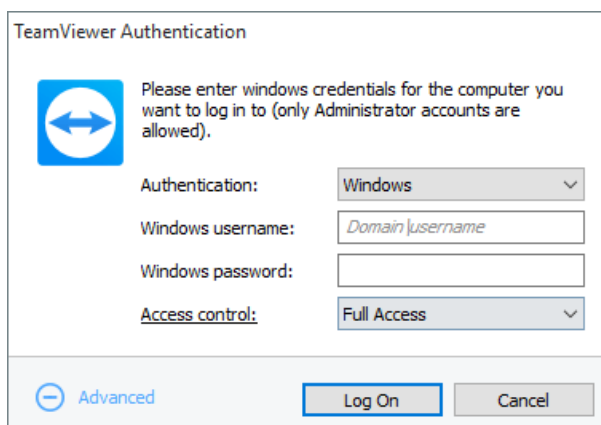 TeamViewer Authentication
Please enter windows credentials for the computer you
want to log in to (only Administrator accounts are
allowed).
Authentication: Windows
Windows username: Domain\username
Windows password:
Access control: Full Access
Advanced Log On Cancel